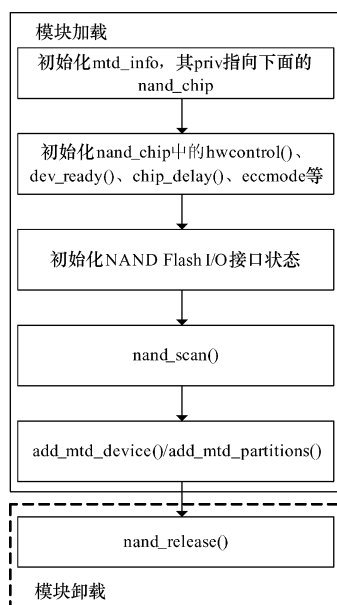 模块加载
初始化mtd_info，其priv指向下面的
nand_chip
初始化nand_chip中的hwcontrol()、
dev_ready()、chip_delay()、eccmode等
初始化NAND Flash I/O接口状态
nand_scan()
add_mtd_device()/add_mtd_partitions()
nand_release()
模块卸载